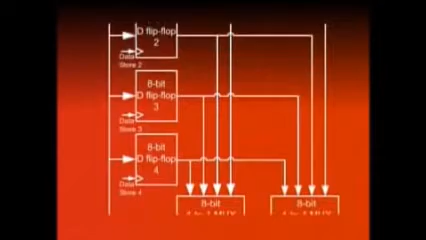 D flip-flop
2
Data
Store 2
8-bit
D flip-flop
3
Data
Store 3
8-bit
D flip-flop
4
Data
Store 4
8-bit
8-bit